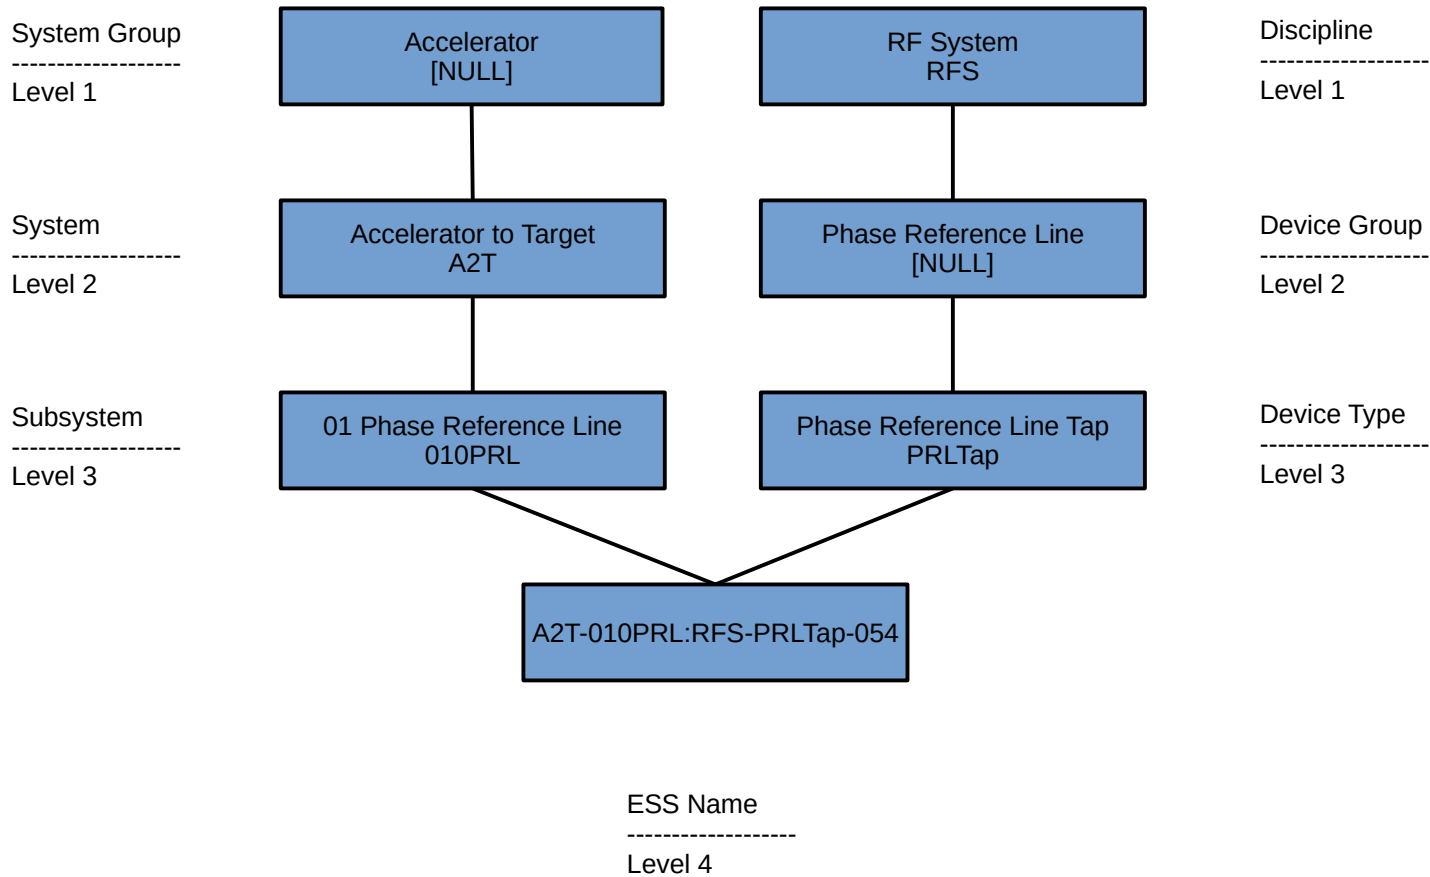 System Group
-------------------
Level 1
Accelerator
[NULL]
RF System
RFS
Discipline
-------------------
Level 1
System
-------------------
Level 2
Accelerator to Target
A2T
Phase Reference Line
[NULL]
Device Group
-------------------
Level 2
Subsystem
-------------------
Level 3
01 Phase Reference Line
010PRL
Phase Reference Line Tap
PRLTap
Device Type
-------------------
Level 3
A2T-010PRL:RFS-PRLTap-054
ESS Name
-------------------
Level 4